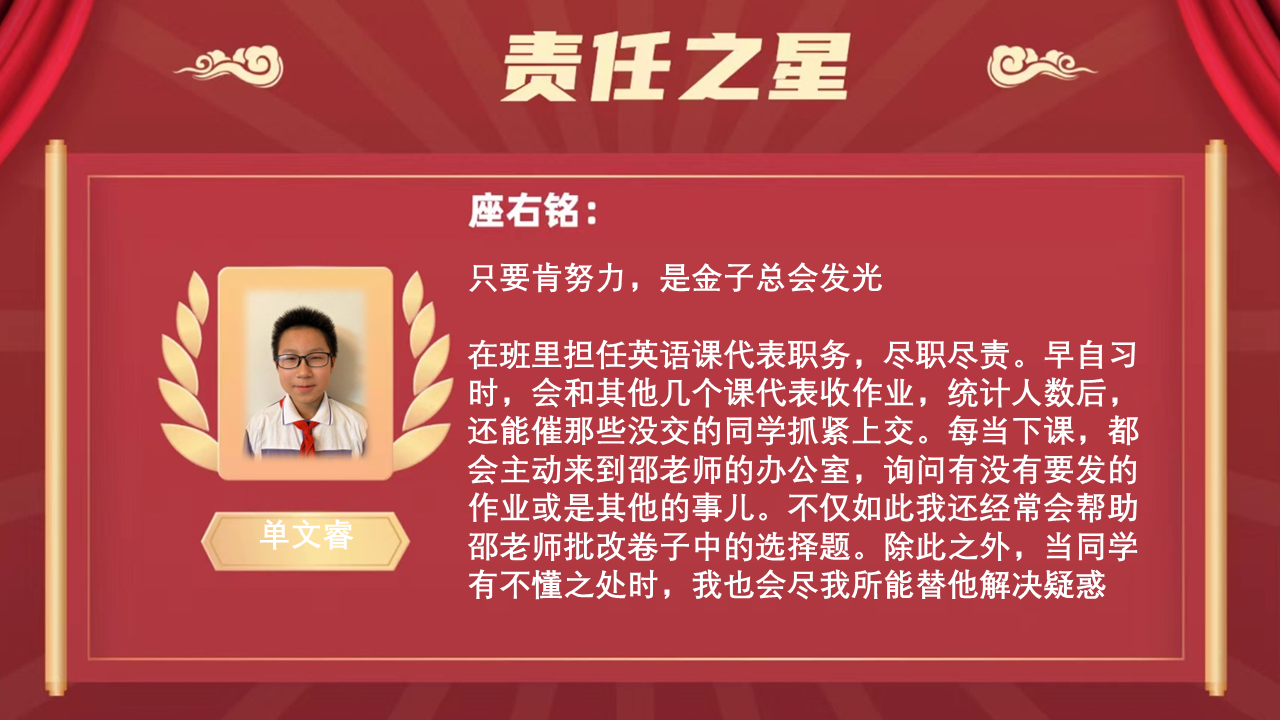 责任之星
座右铭：
只要肯努力，是金子总会发光
在班里担任英语课代表职务，尽职尽责。早自习
时，会和其他几个课代表收作业，统计人数后，
还能催那些没交的同学抓紧上交。每当下课，都
会主动来到邵老师的办公室，询问有没有要发的
作业或是其他的事儿。不仅如此我还经常会帮助
邵老师批改卷子中的选择题。除此之外，当同学
有不懂之处时，我也会尽我所能替他解决疑惑
单文睿